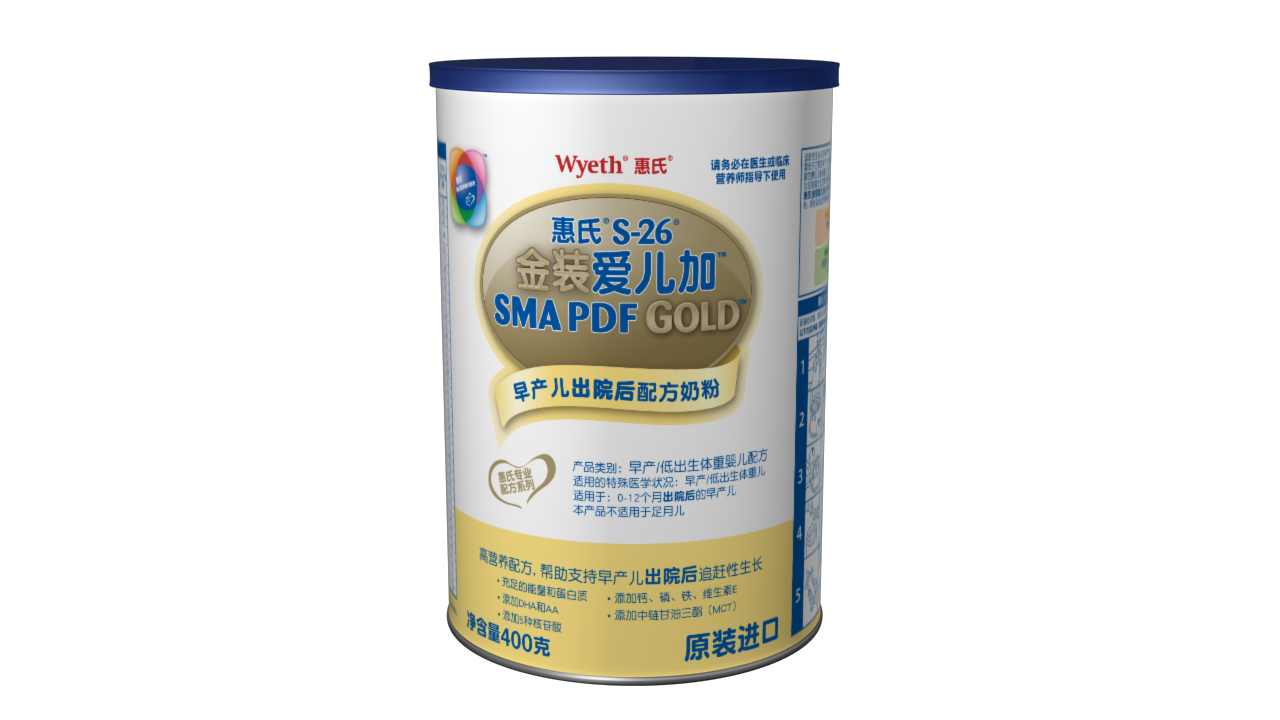 Wyeth® 惠氏®
请务必在医生或临床
营养师指导下使用
惠氏®S-26®
金装爱儿加™
SMA PDF GOLD™
早产儿出院后配方奶粉
惠氏专业
配方系列
产品类别：早产/低出生体重婴儿配方
适用的特殊医学状况：早产/低出生体重儿
适用于：0-12个月出院后的早产儿
本产品不适用于足月儿
高营养配方, 帮助支持早产儿出院后追赶性生长
·充足的能量和蛋白质
·添加DHA和AA
·添加5种核苷酸
·添加钙、磷、铁、维生素E
·添加中链甘油三酯（MCT）
净含量400克
原装进口
1
2
3
4
5